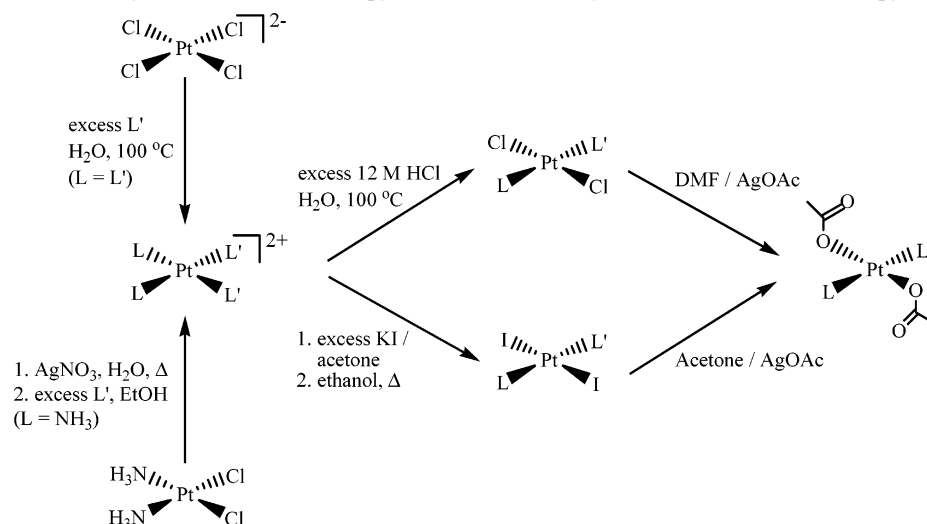 Cl Cl 2-
Pt
Cl Cl
excess L'
H2O, 100 °C
(L = L')
L L' 2+
Pt
L L'
1. AgNO3, H2O, Δ
2. excess L', EtOH
(L = NH3)
H3N Cl
Pt
H3N Cl
excess 12 M HCl
H2O, 100 °C
Cl L'
Pt
L Cl
1. excess KI /
acetone
2. ethanol, Δ
I L'
Pt
L I
DMF / AgOAc
Acetone / AgOAc
O
O
L
Pt
L O
O